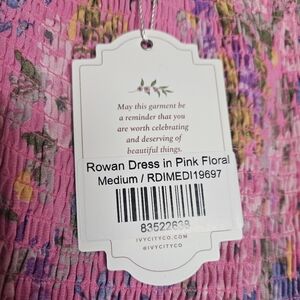 May this garment be
a reminder that you
are worth celebrating
and deserving of
beautiful things.
Rowan Dress in Pink Floral
Medium / RDIMEDI19697
83522638
IVYCITYCO.COM
@IVYCITYCO